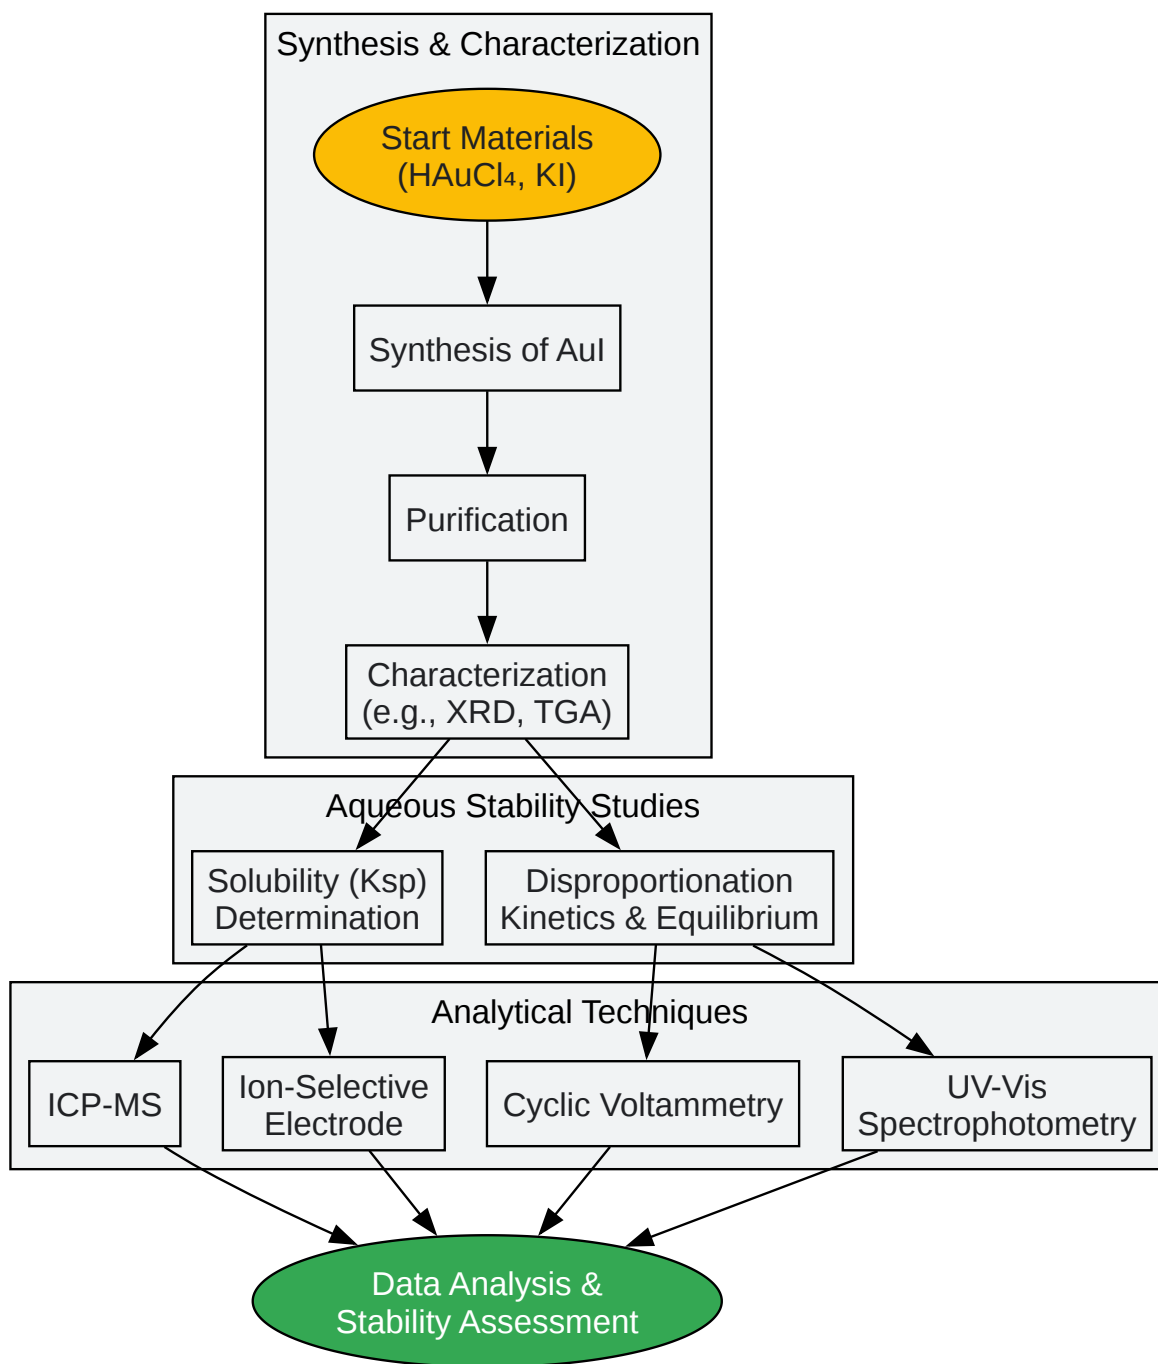 Synthesis & Characterization
Start Materials
(HAuCl₄, KI)
Synthesis of AuI
Purification
Characterization
(e.g., XRD, TGA)
Aqueous Stability Studies
Solubility (Ksp)
Determination
Disproportionation
Kinetics & Equilibrium
Analytical Techniques
ICP-MS
Ion-Selective
Electrode
Cyclic Voltammetry
UV-Vis
Spectrophotometry
Data Analysis &
Stability Assessment